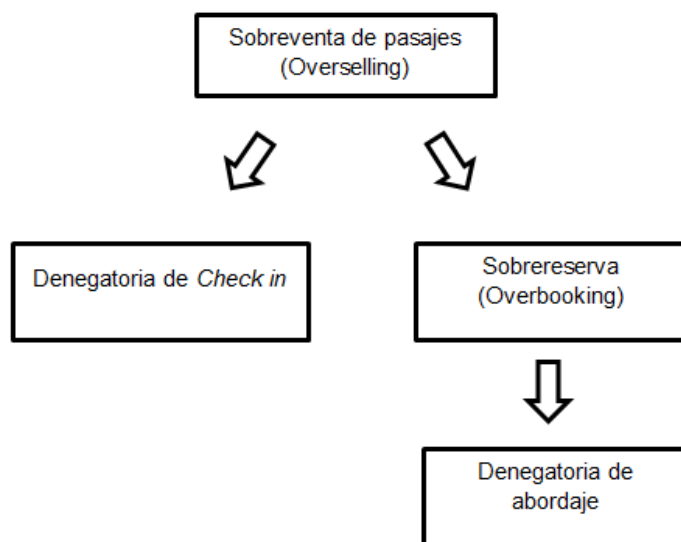 Sobreventa de pasajes
(Overselling)
Denegatoria de Check in
Sobrereserva
(Overbooking)
Denegatoria de
abordaje